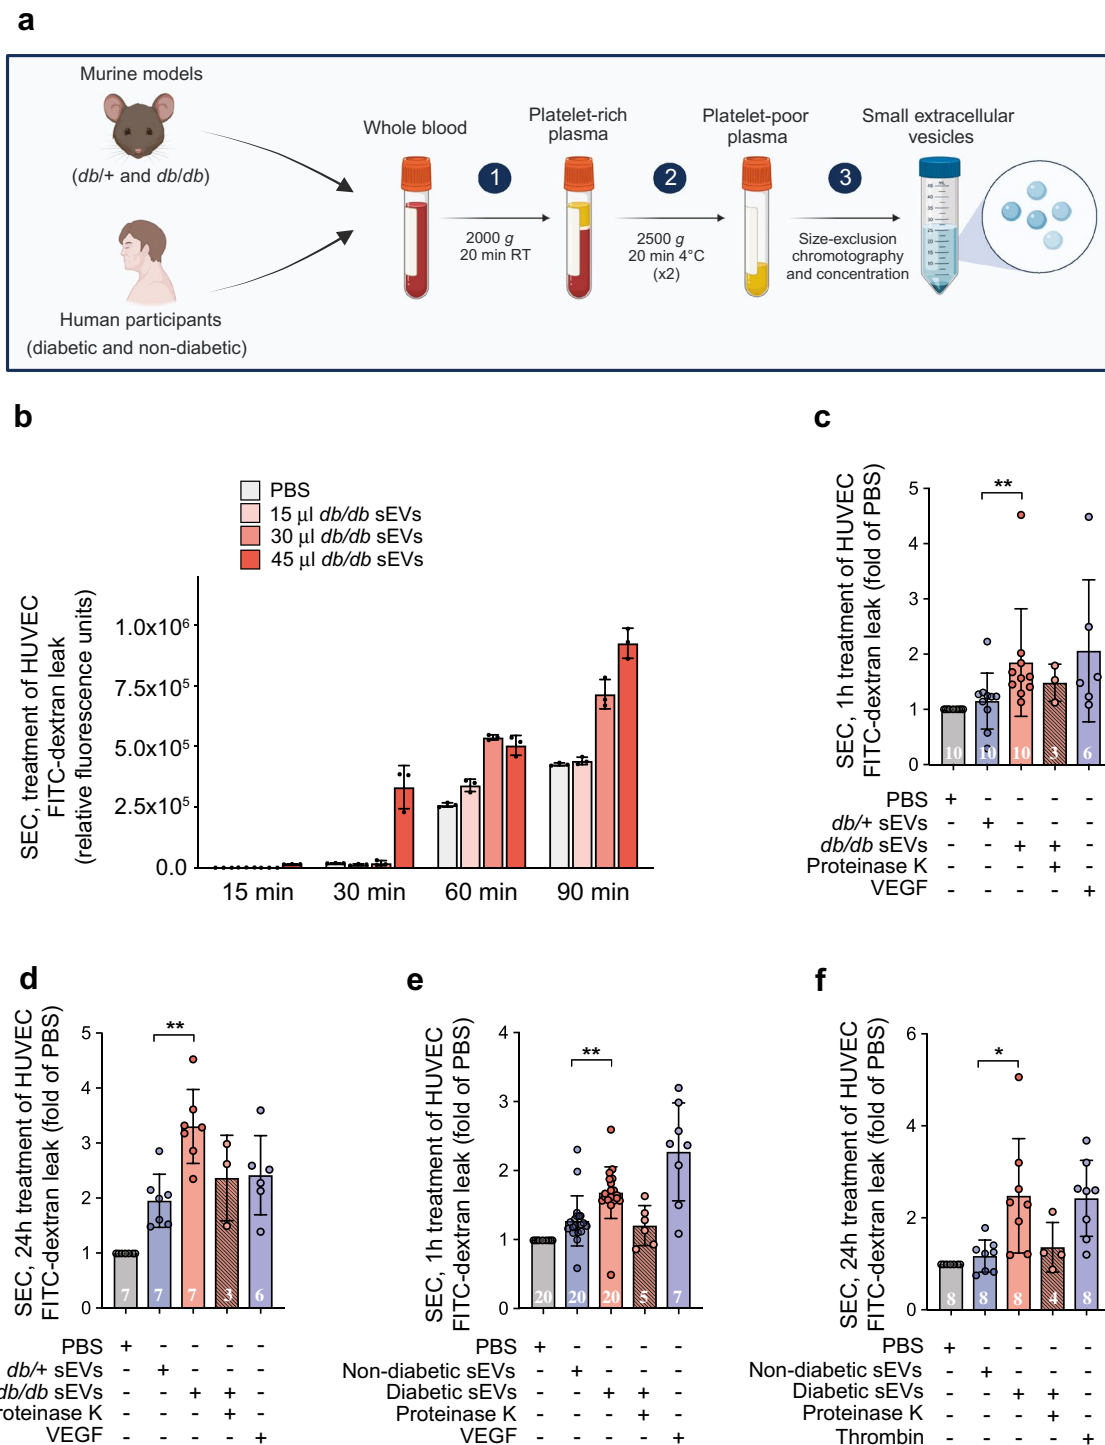 a
Murine models
(db/+ and db/db)
Human participants
(diabetic and non-diabetic)
Whole blood
1
2000 g
20 min RT
Platelet-rich
plasma
2
2500 g
20 min 4°C
(x2)
Platelet-poor
plasma
3
Size-exclusion
chromotography
and concentration
Small extracellular
vesicles
b
PBS
15 µl db/db sEVs
30 µl db/db sEVs
45 µl db/db sEVs
SEC, treatment of HUVEC
FITC-dextran leak
(relative fluorescence units)
1.0x10⁶
7.5x10⁵
5.0x10⁵
2.5x10⁵
0.0
15 min 30 min 60 min 90 min
c
SEC, 1h treatment of HUVEC
FITC-dextran leak (fold of PBS)
5
4
3
2
1
0
**
10 10 10 3 6
PBS + - - - -
db/+ sEVs - + - - -
db/db sEVs - - + + -
Proteinase K - - - + -
VEGF - - - - +
d
SEC, 24h treatment of HUVEC
FITC-dextran leak (fold of PBS)
5
4
3
2
1
0
**
7 7 7 3 6
PBS + - - - -
db/+ sEVs - + - - -
db/db sEVs - - + + -
roteinase K - - - + -
VEGF - - - - +
e
SEC, 1h treatment of HUVEC
FITC-dextran leak (fold of PBS)
4
3
2
1
0
**
20 20 20 5 7
PBS + - - - -
Non-diabetic sEVs - + - - -
Diabetic sEVs - - + + -
Proteinase K - - - + -
VEGF - - - - +
f
SEC, 24h treatment of HUVEC
FITC-dextran leak (fold of PBS)
6
4
2
0
*
8 8 8 4 8
PBS + - - - -
Non-diabetic sEVs - + - - -
Diabetic sEVs - - + + -
Proteinase K - - - + -
Thrombin - - - - +